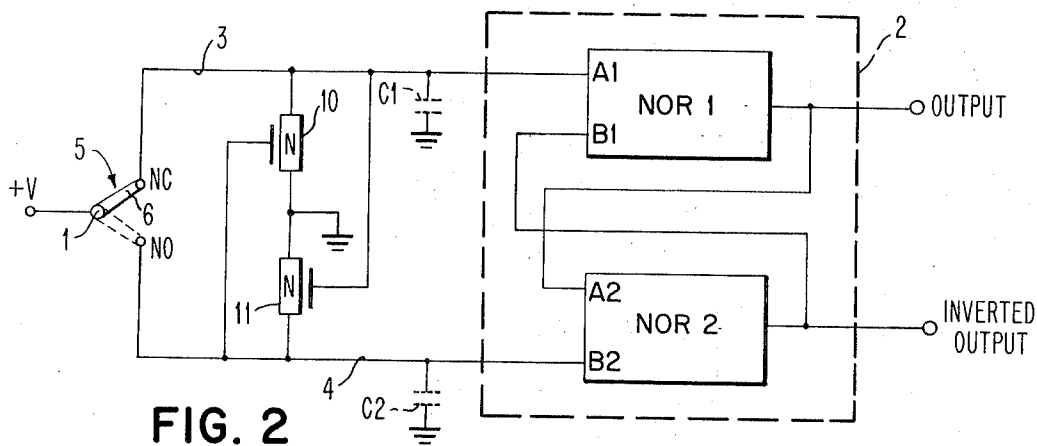 3
2
10
C1
A1
NOR 1
B1
OUTPUT
5
+V
NC
6
1
NO
N
N
11
A2
NOR 2
B2
INVERTED
OUTPUT
4
C2
FIG. 2